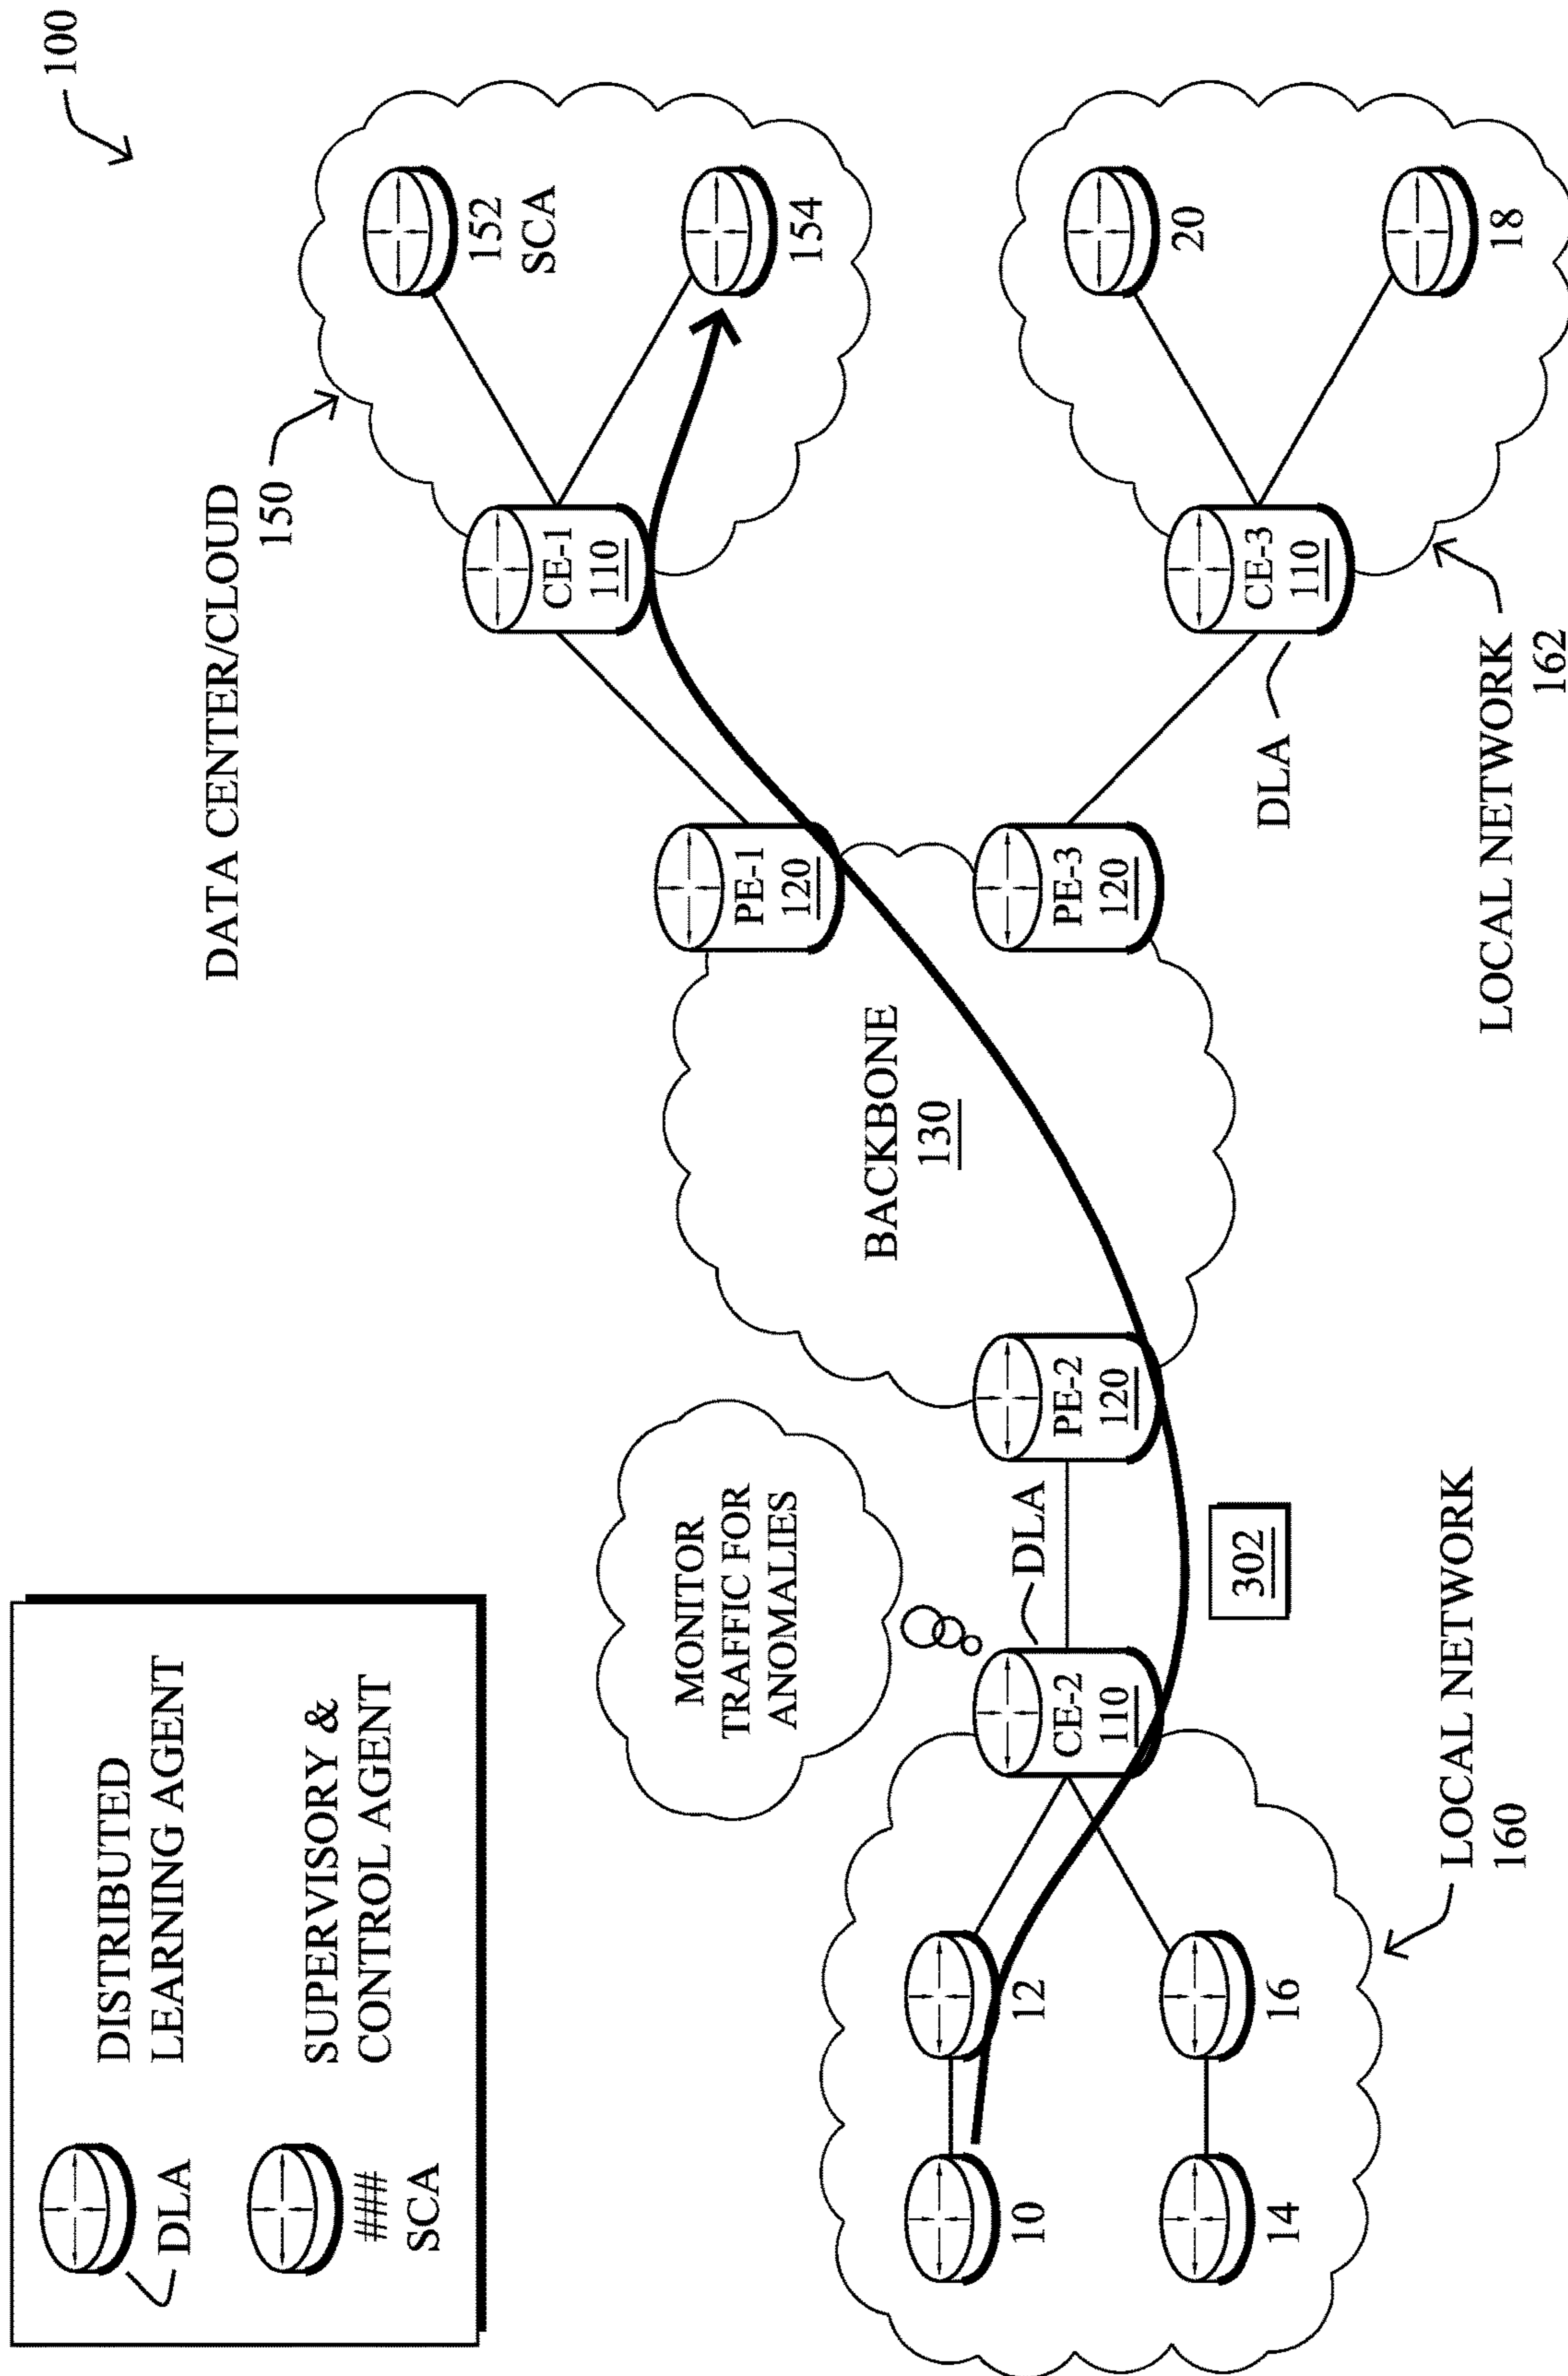 100
DISTRIBUTED
LEARNING AGENT
DLA
SUPERVISORY &
CONTROL AGENT
###
SCA
DATA CENTER/CLOUD
150
152
SCA
154
CE-1
110
PE-1
120
MONITOR
TRAFFIC FOR
ANOMALIES
BACKBONE
130
10
12
14
16
CE-2
110
DLA
PE-2
120
302
PE-3
120
CE-3
110
DLA
20
18
LOCAL NETWORK
160
LOCAL NETWORK
162